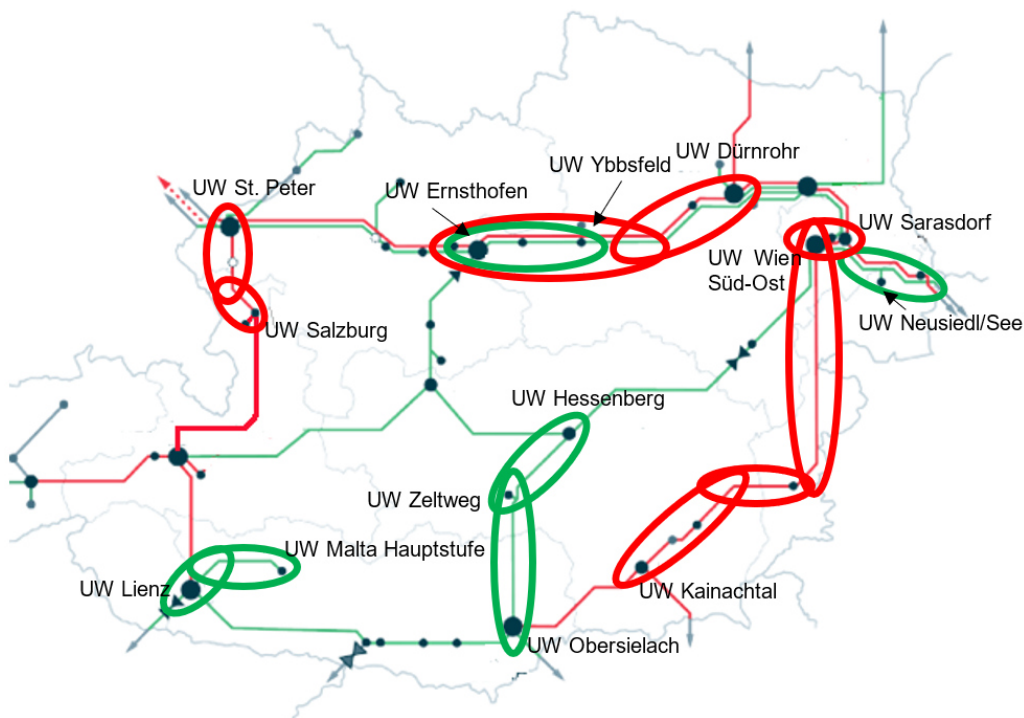 UW Dürnrohr
UW Ybbsfeld
UW St. Peter
UW Ernsthofen
UW Sarasdorf
UW Wien
Süd-Ost
UW Neusiedl/See
UW Salzburg
UW Hessenberg
UW Zeltweg
UW Malta Hauptstufe
UW Lienz
UW Kainachtal
UW Obersielach